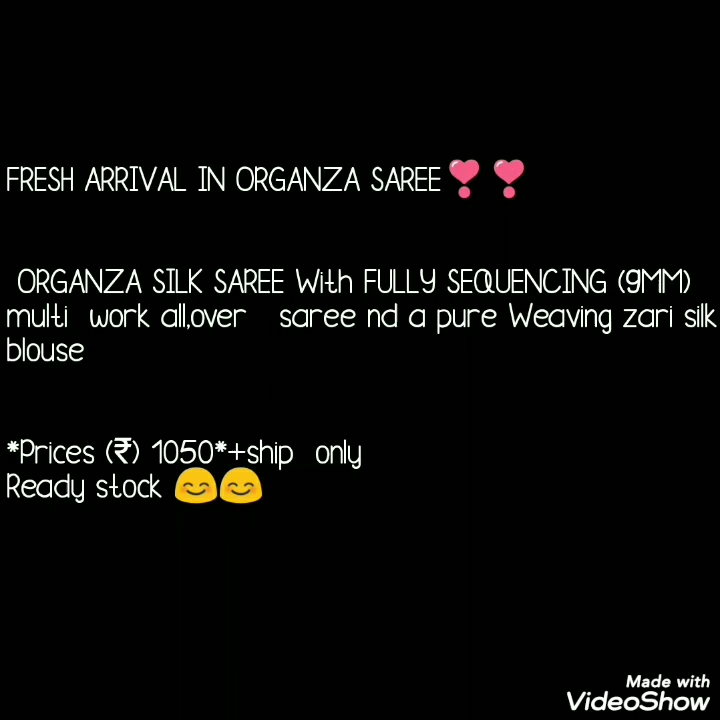 FRESH ARRIVAL IN ORGANZA SAREE❣️❣️
ORGANZA SILK SAREE With FULLY SEQUENCING (9MM)
multi work all,over saree nd a pure Weaving zari silk
blouse
*Prices (₹) 1050*+ship only
Ready stock 😊😊
Made with
VideoShow